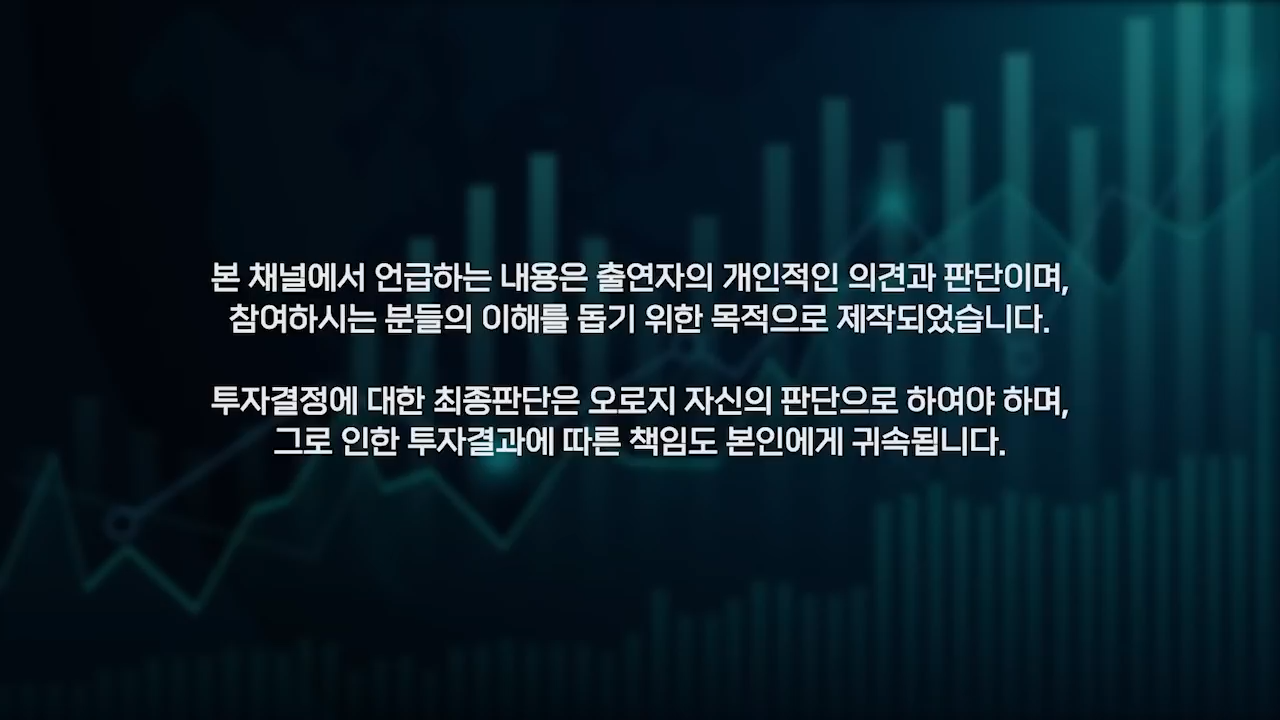 본 채널에서 언급하는 내용은 출연자의 개인적인 의견과 판단이며,
참여하시는 분들의 이해를 돕기 위한 목적으로 제작되었습니다.
투자결정에 대한 최종판단은 오로지 자신의 판단으로 하여야 하며,
그로 인한 투자결과에 따른 책임도 본인에게 귀속됩니다.